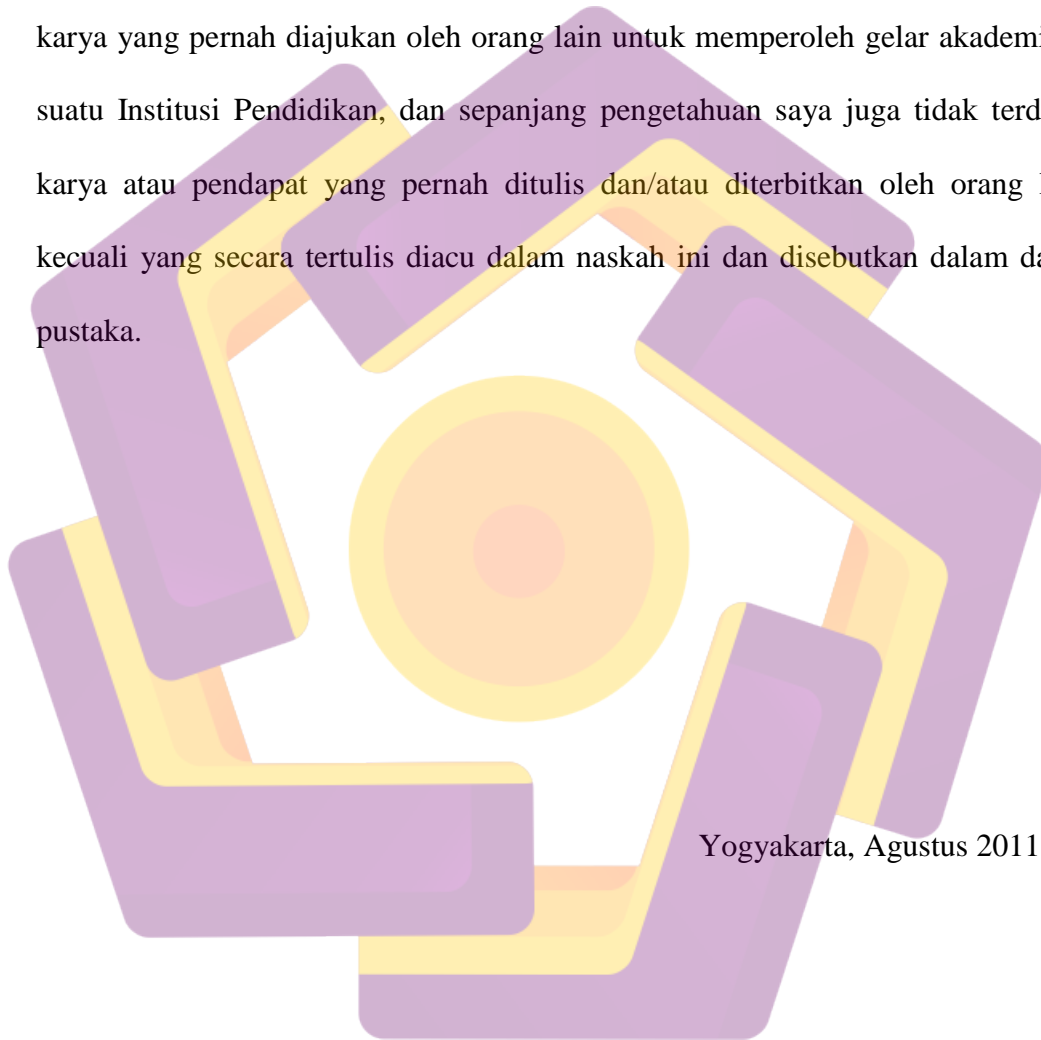 karya yang pernah diajukan oleh orang lain untuk memperoleh gelar akademi
suatu Institusi Pendidikan, dan sepanjang pengetahuan saya juga tidak terd
karya atau pendapat yang pernah ditulis dan/atau diterbitkan oleh orang
kecuali yang secara tertulis diacu dalam naskah ini dan disebutkan dalam da
pustaka.
Yogyakarta, Agustus 2011